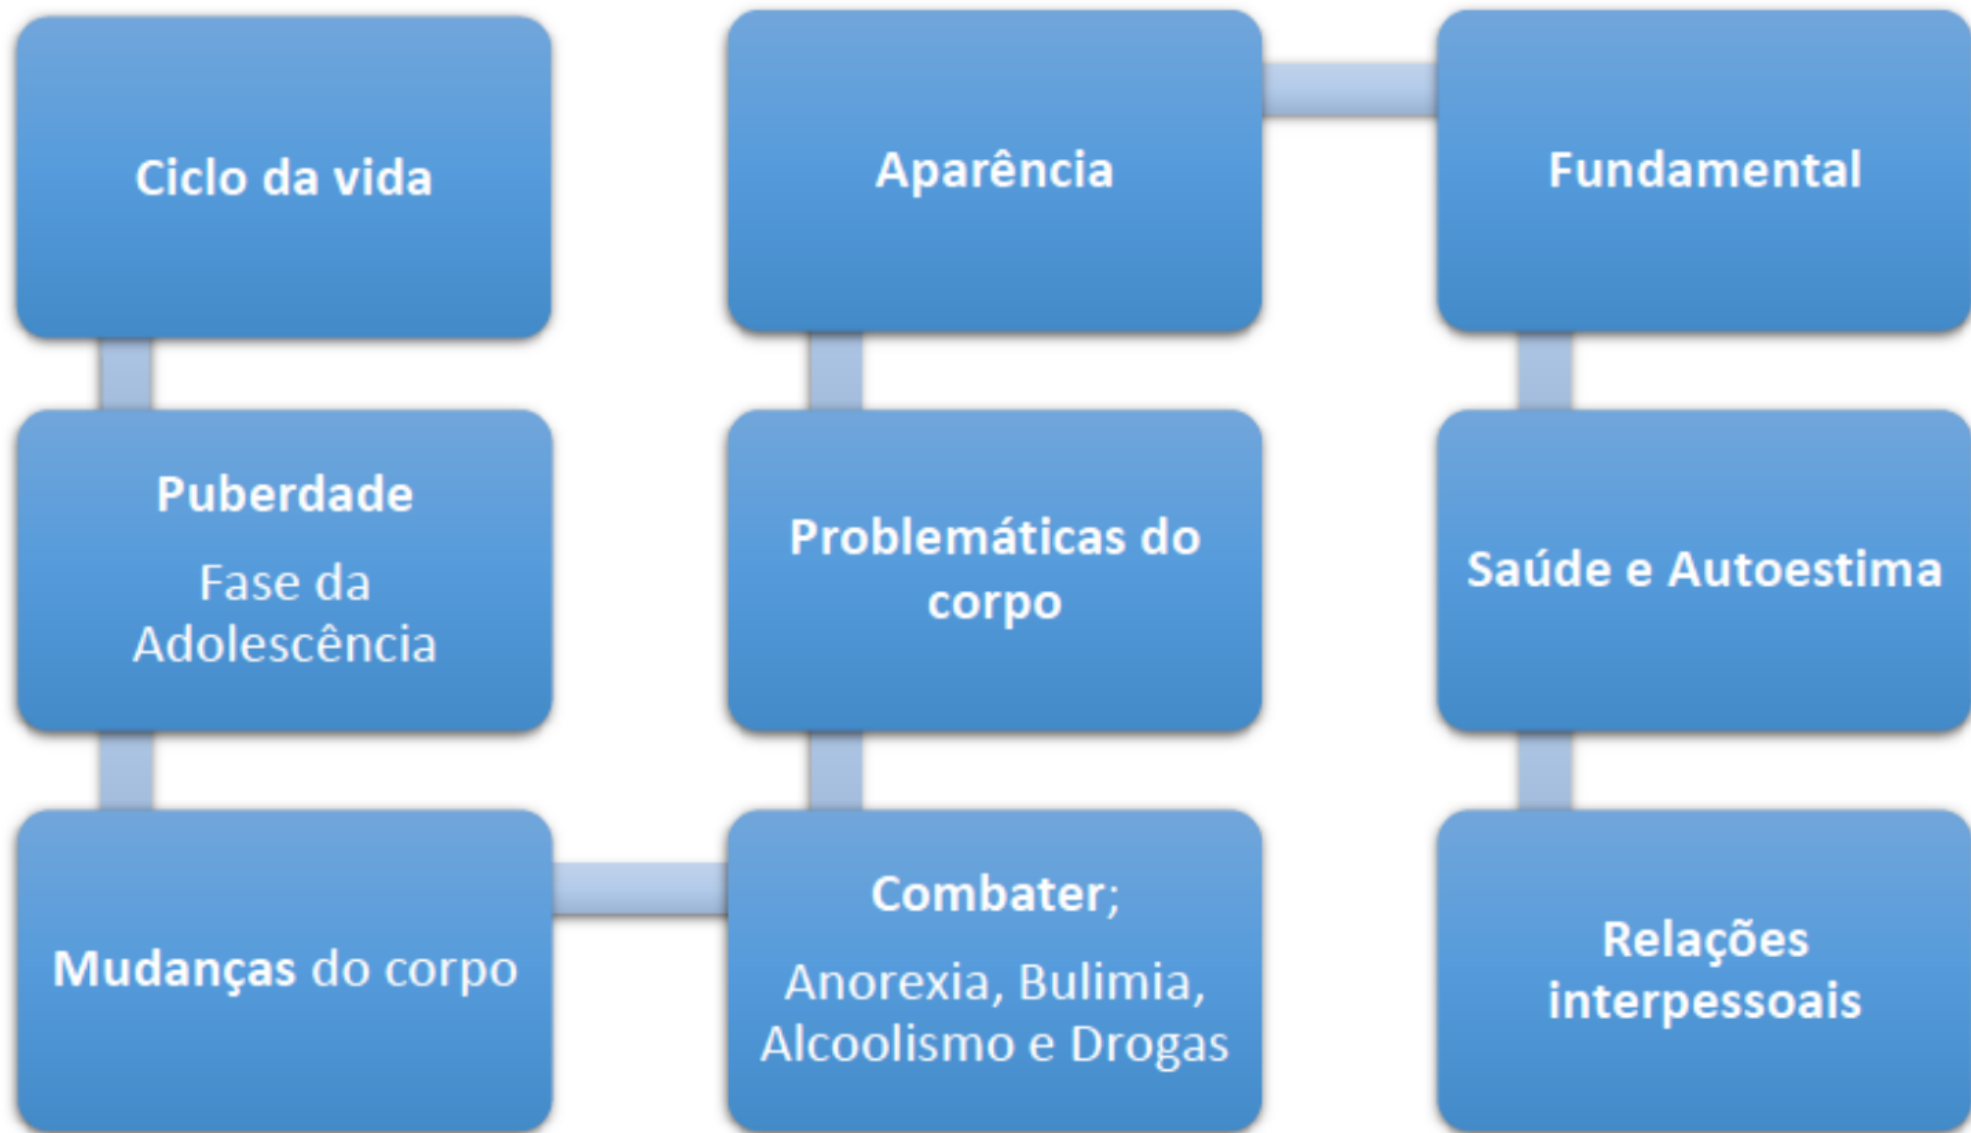 Ciclo da vida
Puberdade
Fase da
Adolescência
Mudanças do corpo
Combater;
Anorexia, Bulimia,
Alcoolismo e Drogas
Problemáticas do
corpo
Aparência
Fundamental
Saúde e Autoestima
Relações
interpessoais